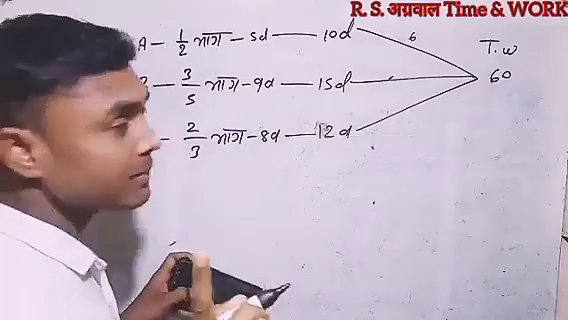 R. S. अग्रवाल Time & WORK
A — 1/2 भाग — 5d — 10d 6
— 3/5 भाग — 9d — 15d
- 2/3 भाग — 8d — 12d
T.W
60